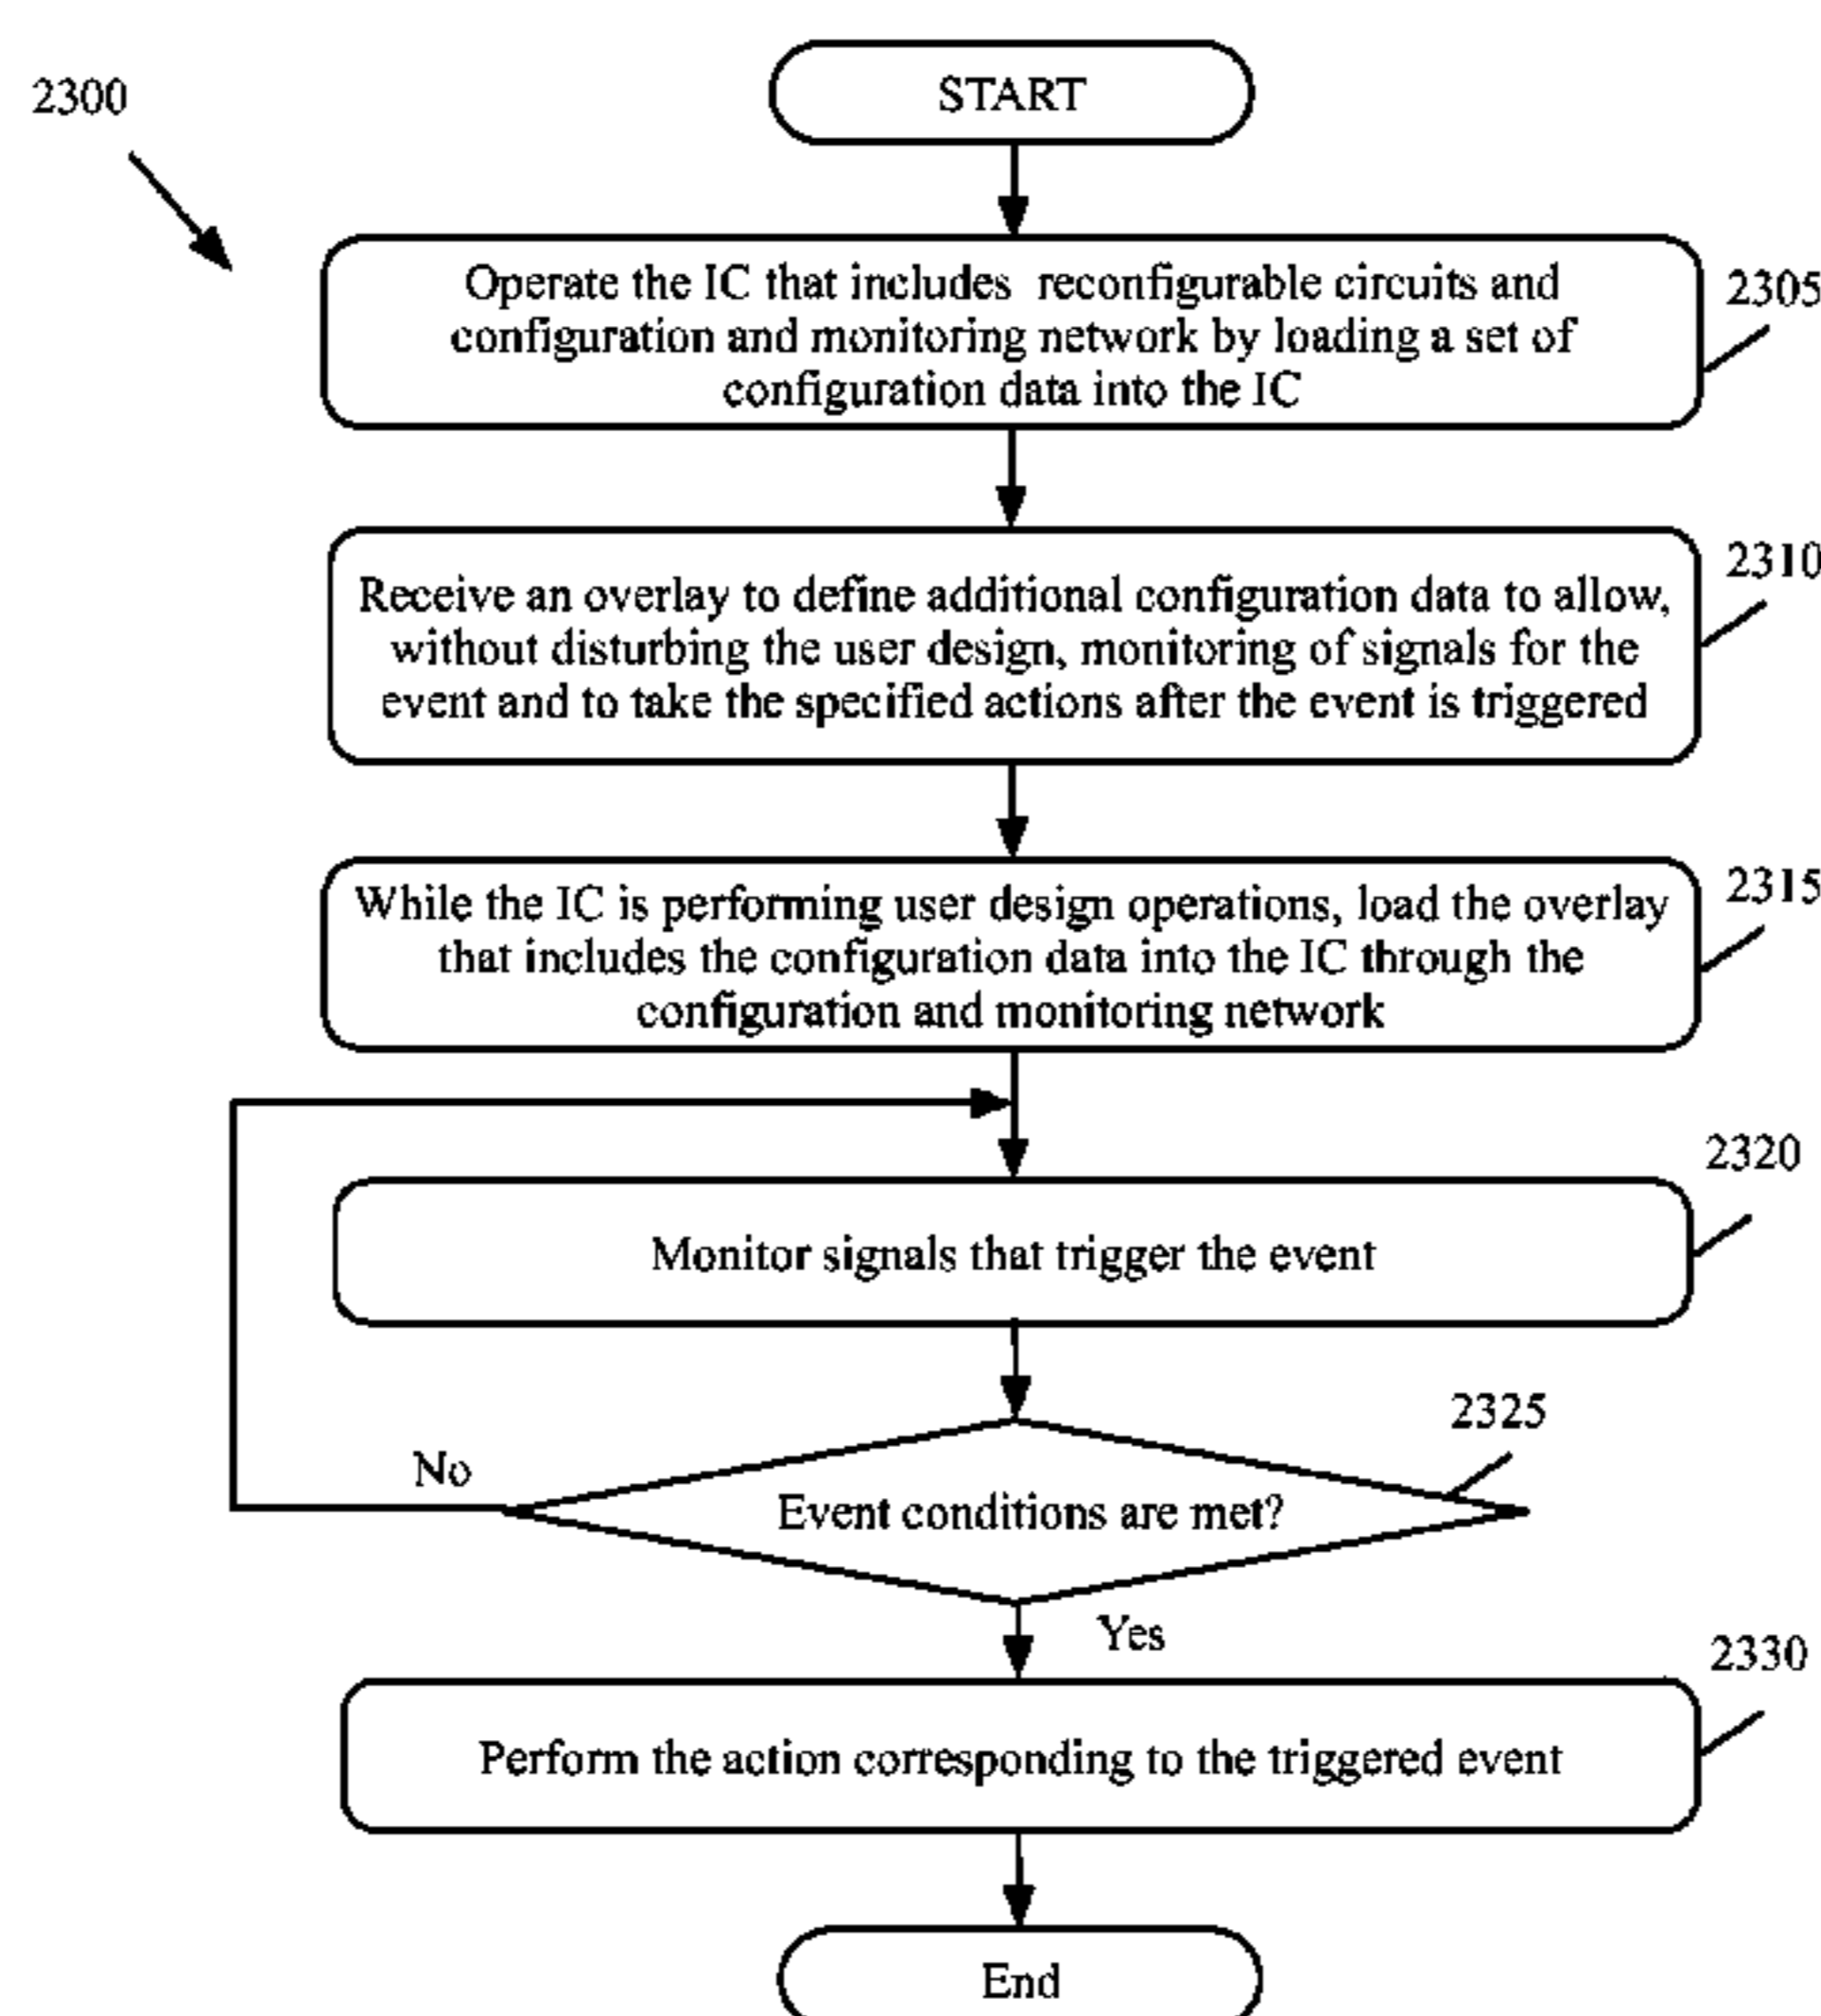 2300
START
Operate the IC that includes reconfigurable circuits and
configuration and monitoring network by loading a set of
configuration data into the IC
2305
Receive an overlay to define additional configuration data to allow,
without disturbing the user design, monitoring of signals for the
event and to take the specified actions after the event is triggered
2310
While the IC is performing user design operations, load the overlay
that includes the configuration data into the IC through the
configuration and monitoring network
2315
Monitor signals that trigger the event
2320
Event conditions are met?
2325
No
Yes
Perform the action corresponding to the triggered event
2330
End